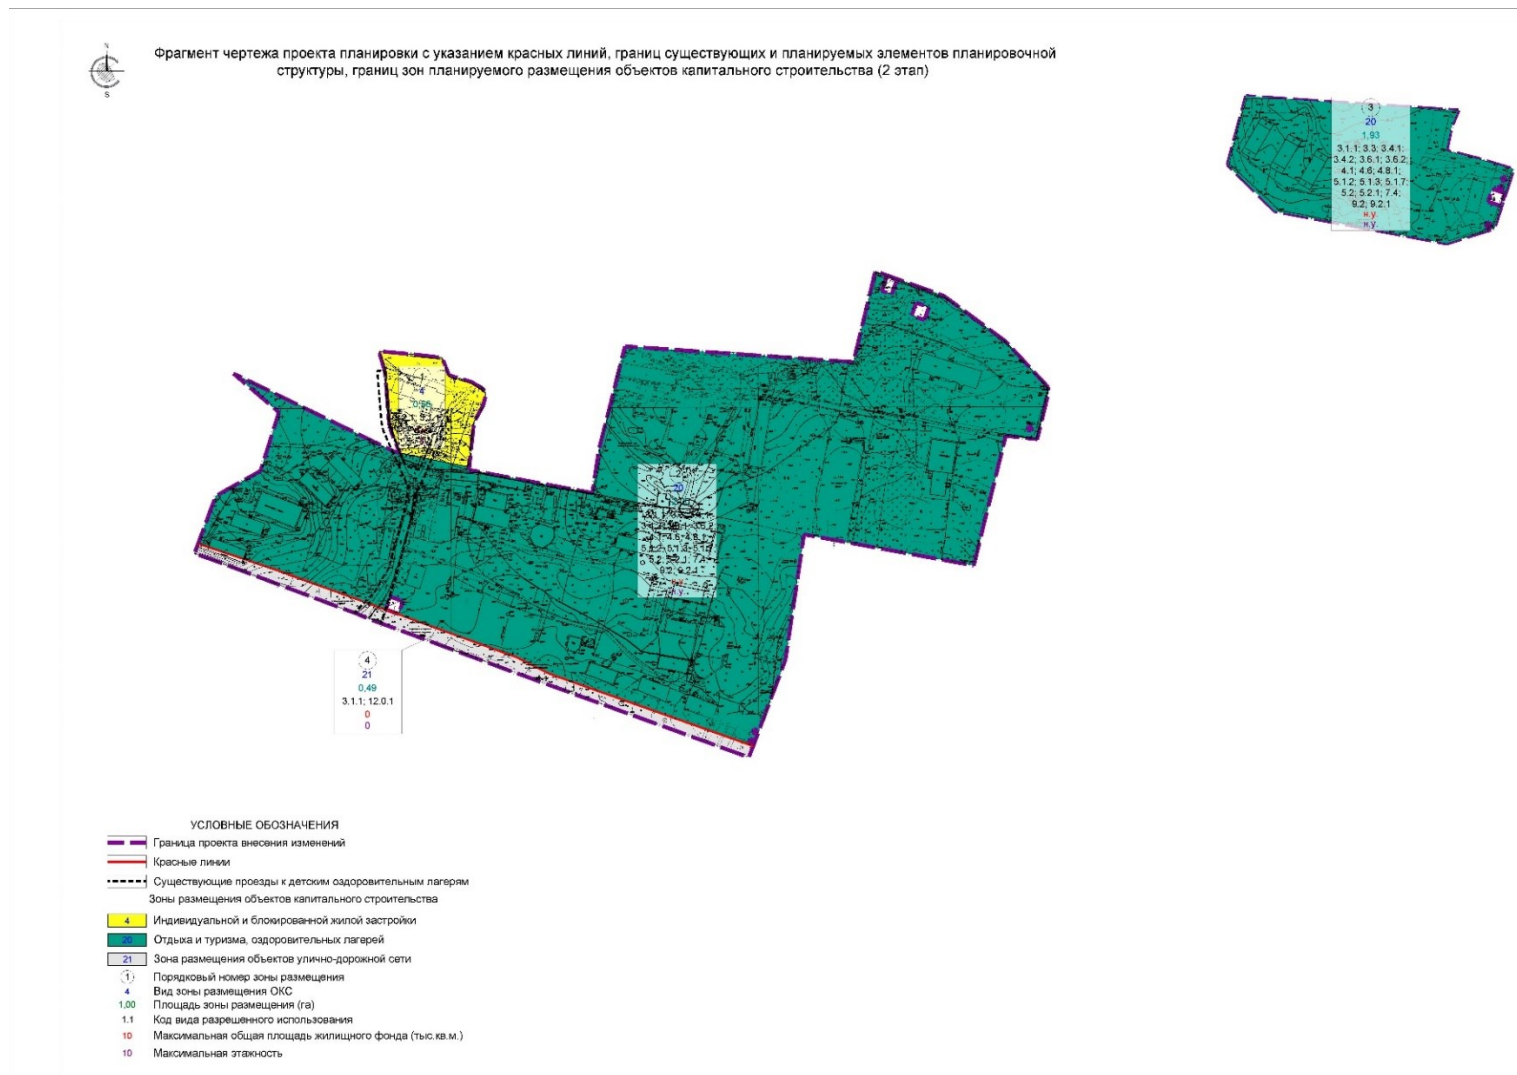 N
S
Фрагмент чертежа проекта планировки с указанием красных линий, границ существующих и планируемых элементов планировочной
структуры, границ зон планируемого размещения объектов капитального строительства (2 этап)
3
20
1,93
3.1.1; 3.3; 3.4.1;
3.4.2; 3.6.1; 3.6.2;
4.1; 4.6; 4.8.1;
5.1.2; 5.1.3; 5.1.7;
5.2; 5.2.1; 7.4;
9.2; 9.2.1
н.у.
н.у.
1
4
20
н.у.
4
21
0,49
3.1.1; 12.0.1
0
0
УСЛОВНЫЕ ОБОЗНАЧЕНИЯ
Граница проекта внесения изменений
Красные линии
Существующие проезды к детским оздоровительным лагерям
Зоны размещения объектов капитального строительства
4 Индивидуальной и блокированной жилой застройки
20 Отдыха и туризма, оздоровительных лагерей
21 Зона размещения объектов улично-дорожной сети
1 Порядковый номер зоны размещения
4 Вид зоны размещения ОКС
1,00 Площадь зоны размещения (га)
1.1 Код вида разрешенного использования
10 Максимальная общая площадь жилищного фонда (тыс.кв.м.)
10 Максимальная этажность